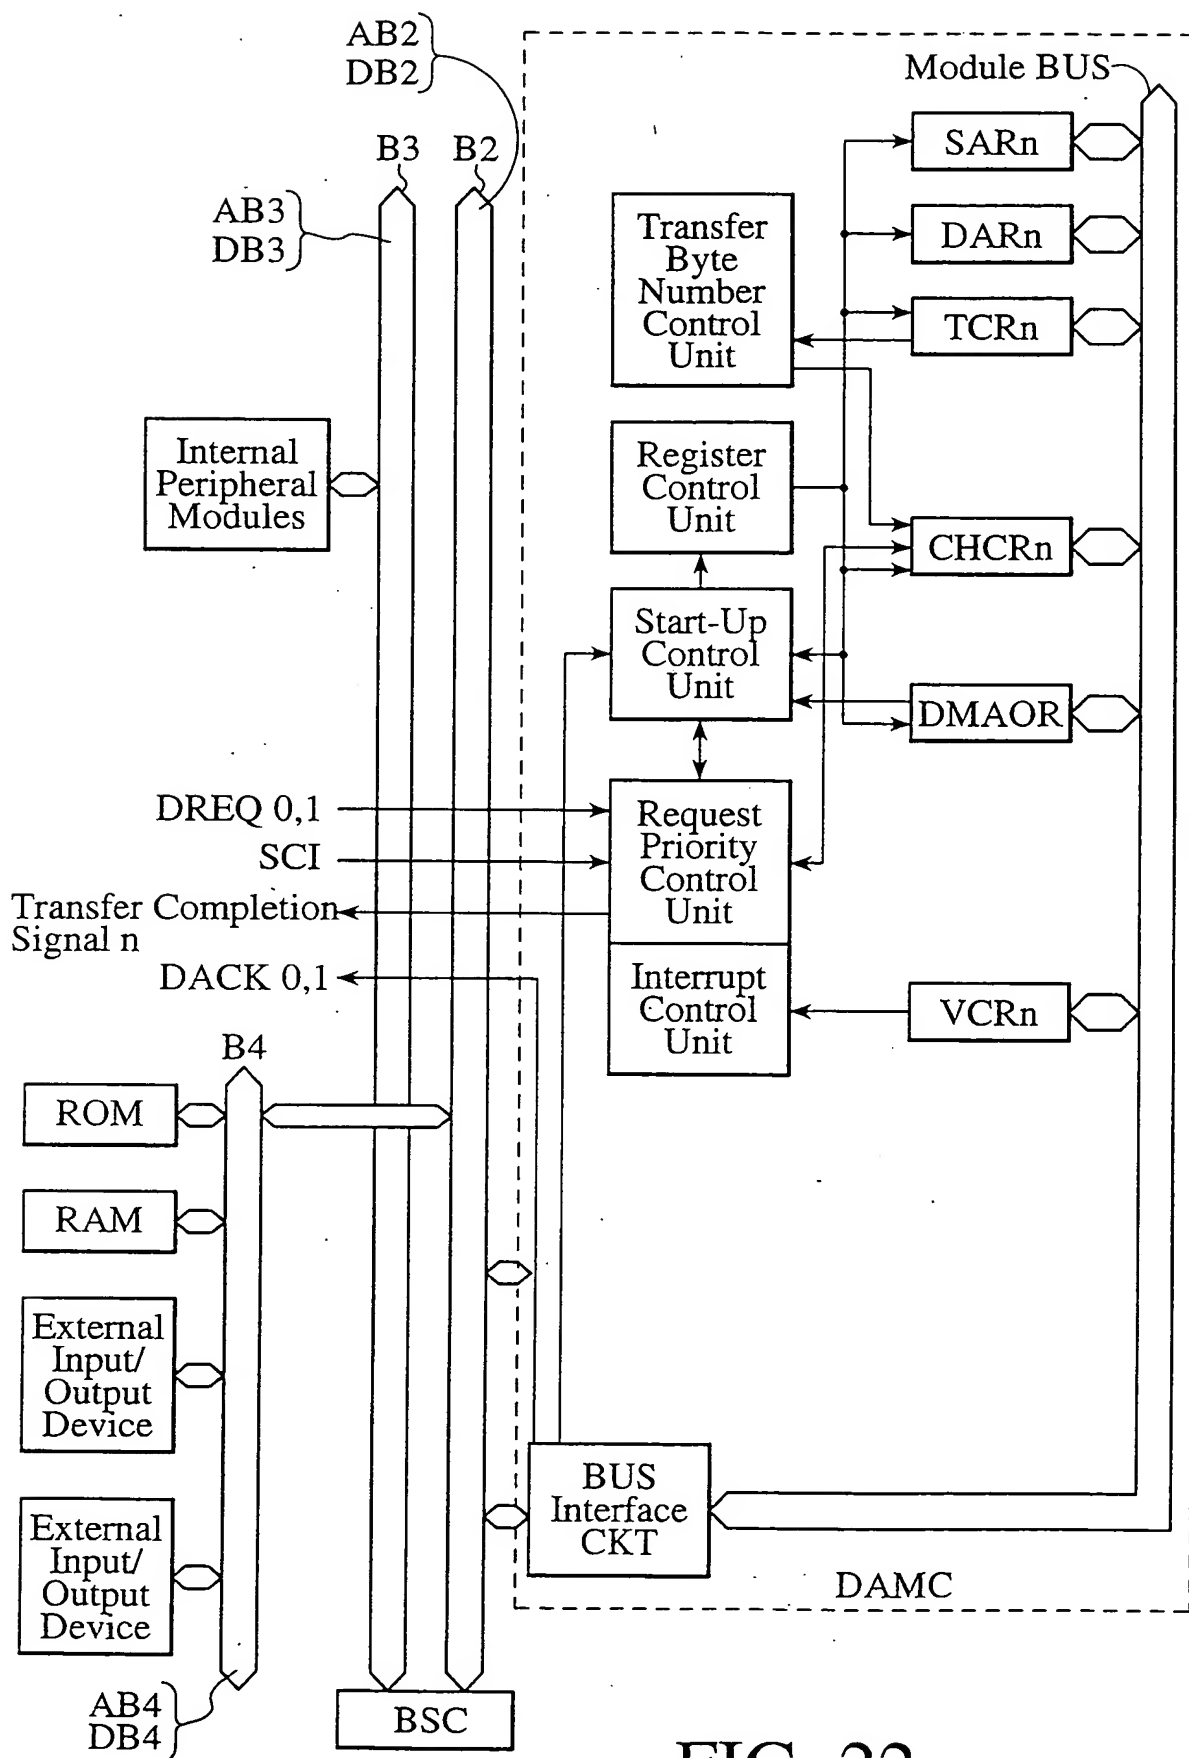 AB2
DB2
Module BUS
SARn
B3
B2
AB3
DB3
Transfer
Byte
Number
Control
Unit
DARn
TCRn
Internal
Peripheral
Modules
Register
Control
Unit
CHCRn
Start-Up
Control
Unit
DMAOR
DREQ 0,1
SCI
Transfer Completion
Signal n
DACK 0,1
Request
Priority
Control
Unit
Interrupt
Control
Unit
VCRn
B4
ROM
RAM
External
Input/
Output
Device
External
Input/
Output
Device
BUS
Interface
CKT
DAMC
AB4
DB4
BSC
FIG. 22